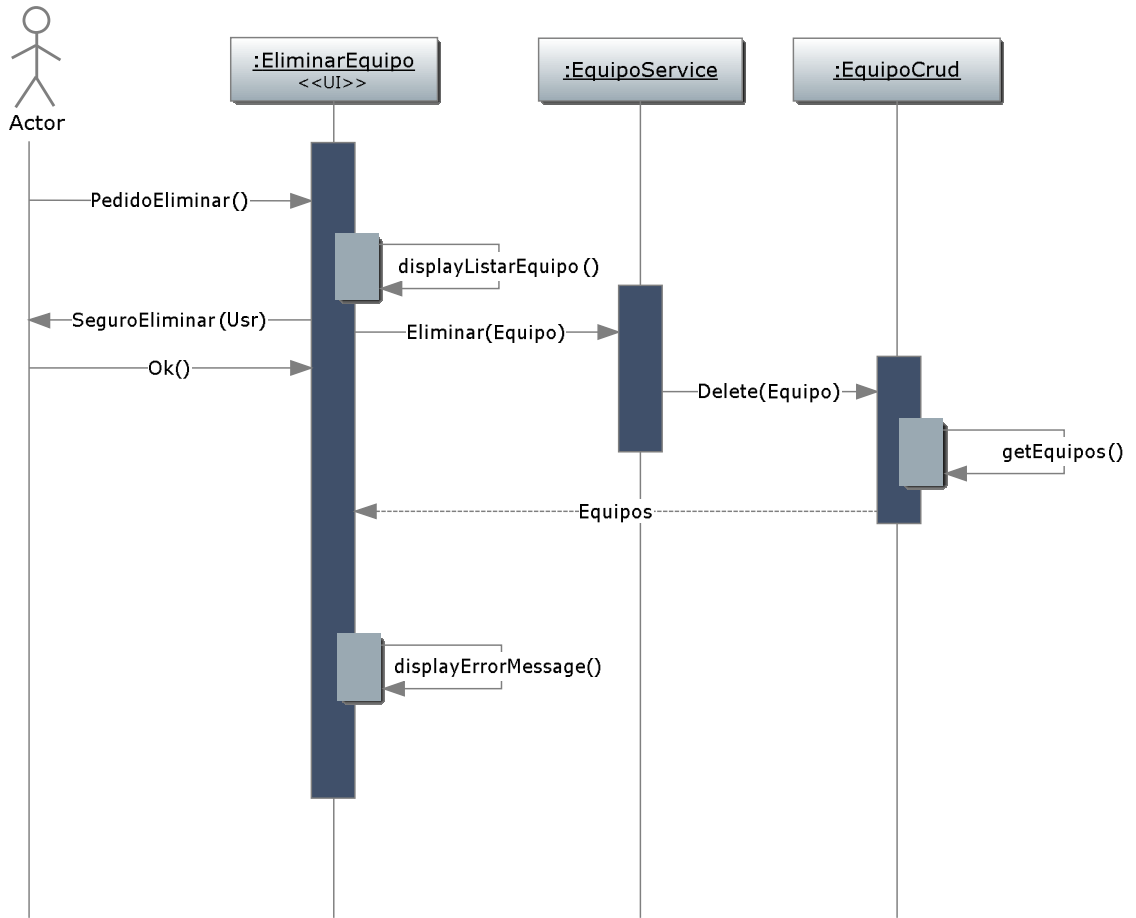 :EliminarEquipo
<<UI>>
:EquipoService
:EquipoCrud
Actor
PedidoEliminar()
displayListarEquipo ()
SeguroEliminar (Usr)
Eliminar(Equipo)
Ok()
Delete(Equipo)
getEquipos()
Equipos
displayErrorMessage()